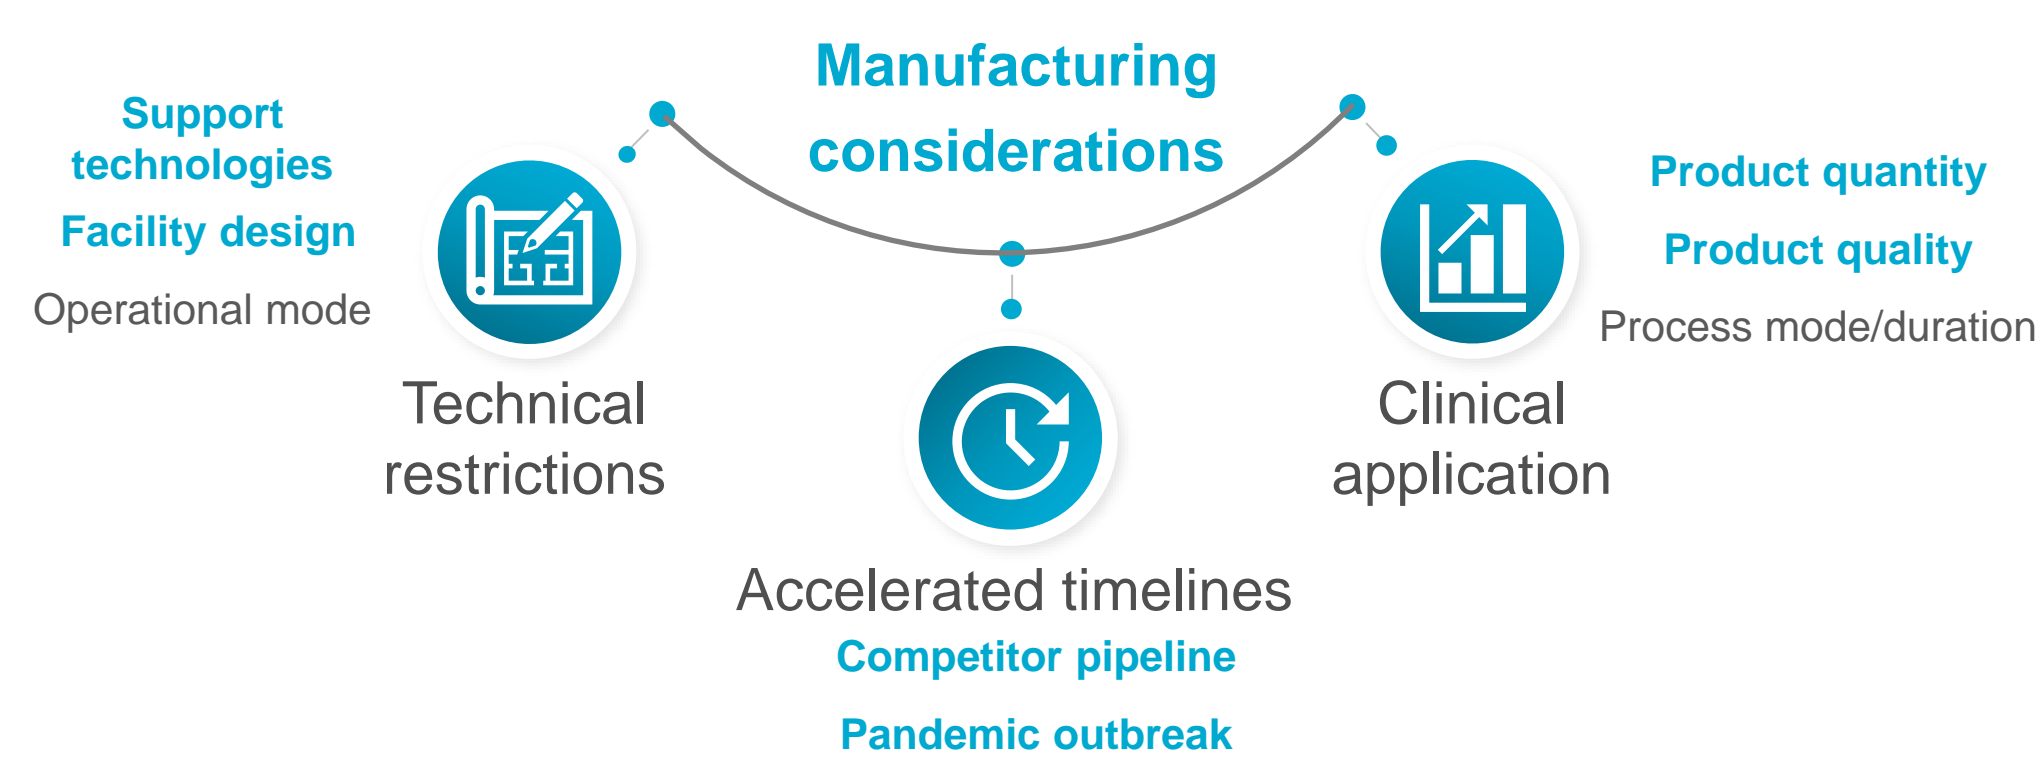 Manufacturing
considerations
Support
technologies
Facility design
Operational mode
Technical
restrictions
Accelerated timelines
Competitor pipeline
Pandemic outbreak
Product quantity
Product quality
Process mode/duration
Clinical
application